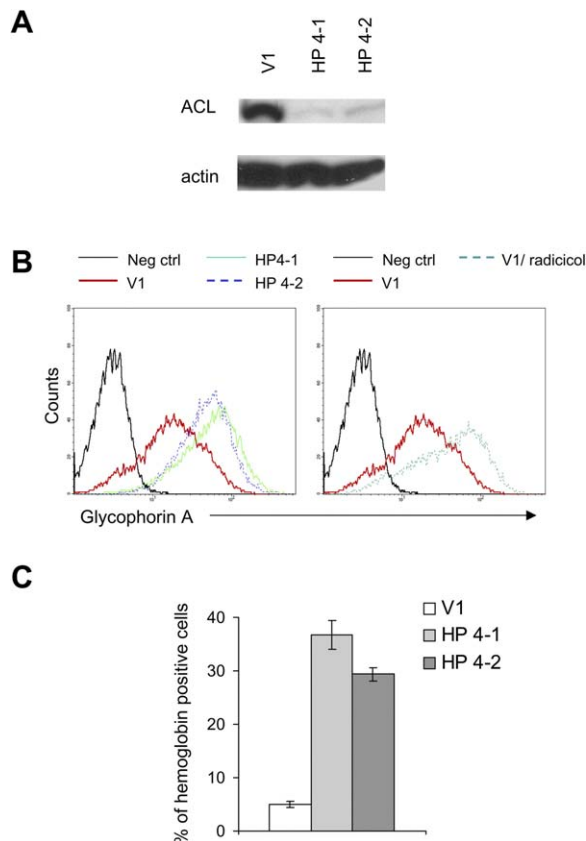 A
V1
HP 4-1
HP 4-2
ACL
actin
B
Neg ctrl
HP4-1
Neg ctrl
V1/ radicicol
V1
HP 4-2
V1
Counts
Glycophorin A
C
% of hemoglobin positive cells
40
30
20
10
0
V1
HP 4-1
HP 4-2